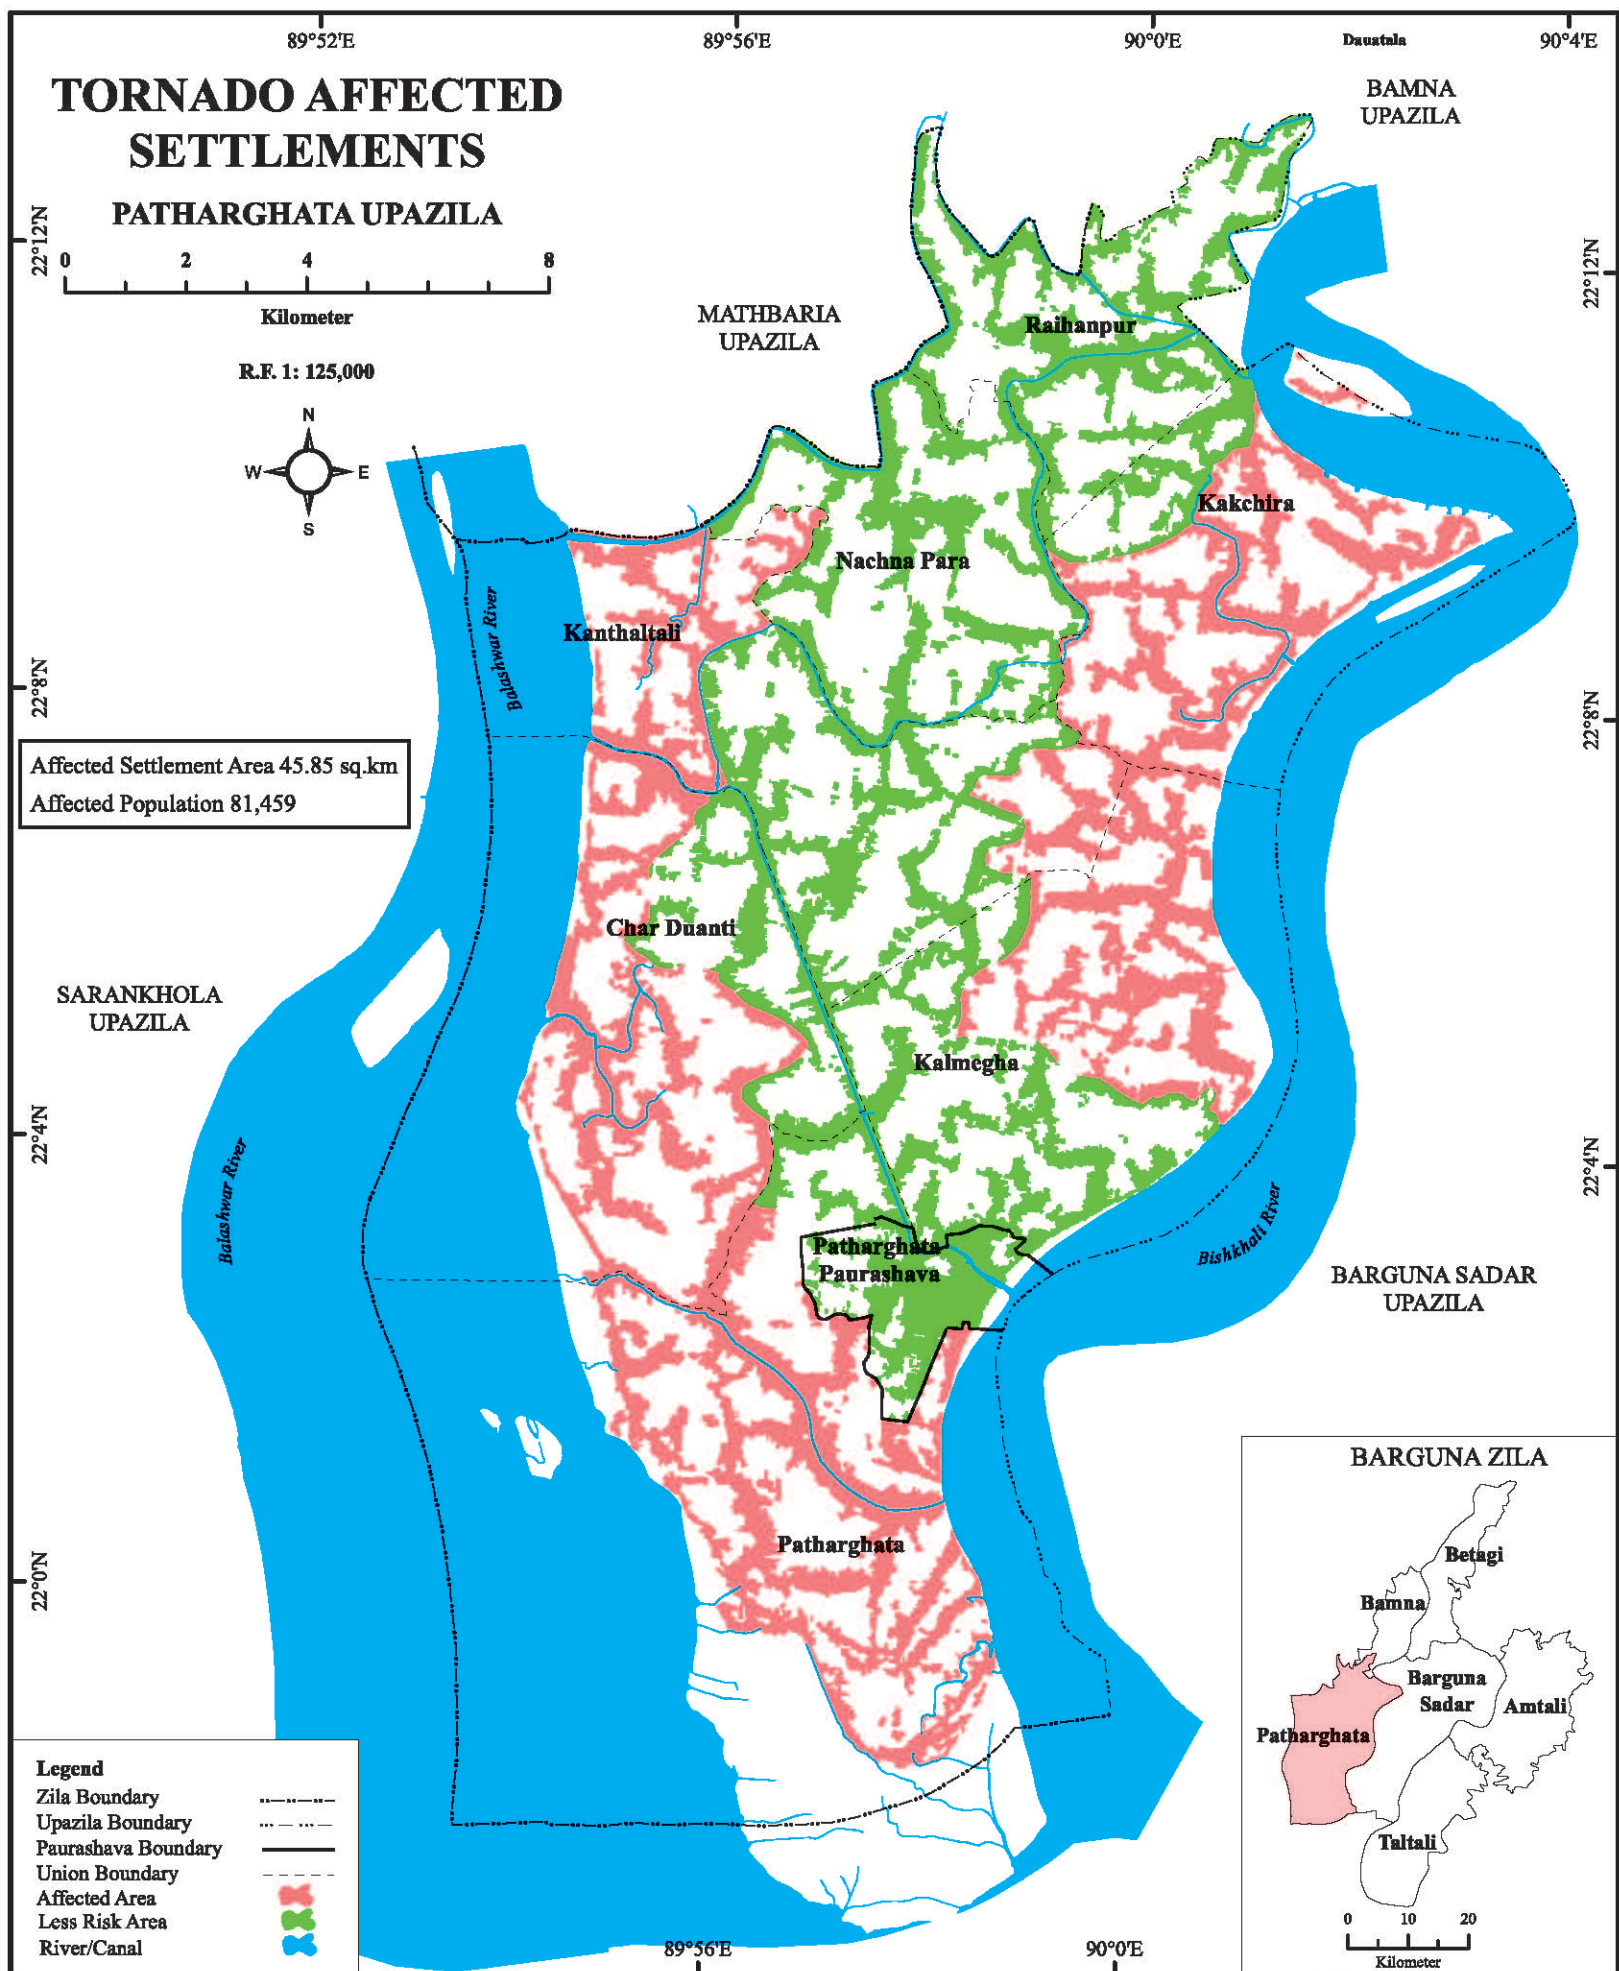 89°52'E
89°56'E
90°0'E
Dauatala
90°4'E
TORNADO AFFECTED
SETTLEMENTS
PATHARGHATA UPAZILA
BAMNA
UPAZILA
22°12'N
22°12'N
0 2 4 8
Kilometer
R.F. 1: 125,000
N
W E
S
MATHBARIA
UPAZILA
Raihanpur
Kakchira
Nachna Para
Kanthaltali
Balashwar River
22°8'N
22°8'N
Affected Settlement Area 45.85 sq.km
Affected Population 81,459
Char Duanti
SARANKHOLA
UPAZILA
Kalmegha
22°4'N
22°4'N
Balashwar River
Bishkhali River
Patharghata
Paurashava
BARGUNA SADAR
UPAZILA
Patharghata
22°0'N
BARGUNA ZILA
Betagi
Bamna
Barguna
Sadar
Amtali
Patharghata
Taltali
0 10 20
Kilometer
Legend
Zila Boundary
Upazila Boundary
Paurashava Boundary
Union Boundary
Affected Area
Less Risk Area
River/Canal
89°56'E
90°0'E